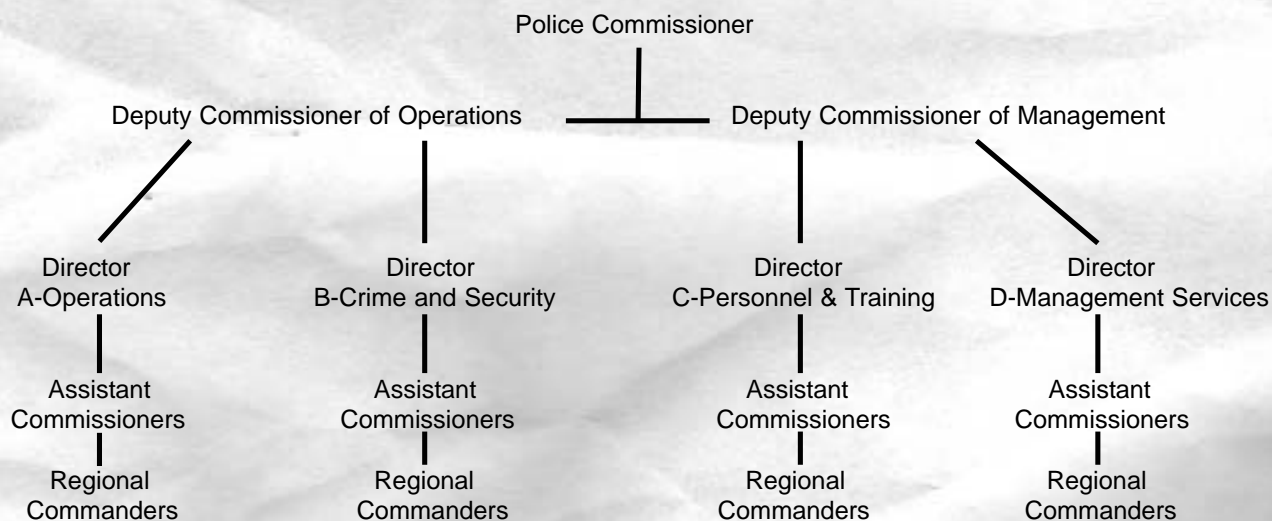 Police Commissioner
Deputy Commissioner of Operations
Deputy Commissioner of Management
Director
A-Operations
Director
B-Crime and Security
Director
C-Personnel & Training
Director
D-Management Services
Assistant
Commissioners
Assistant
Commissioners
Assistant
Commissioners
Assistant
Commissioners
Regional
Commanders
Regional
Commanders
Regional
Commanders
Regional
Commanders